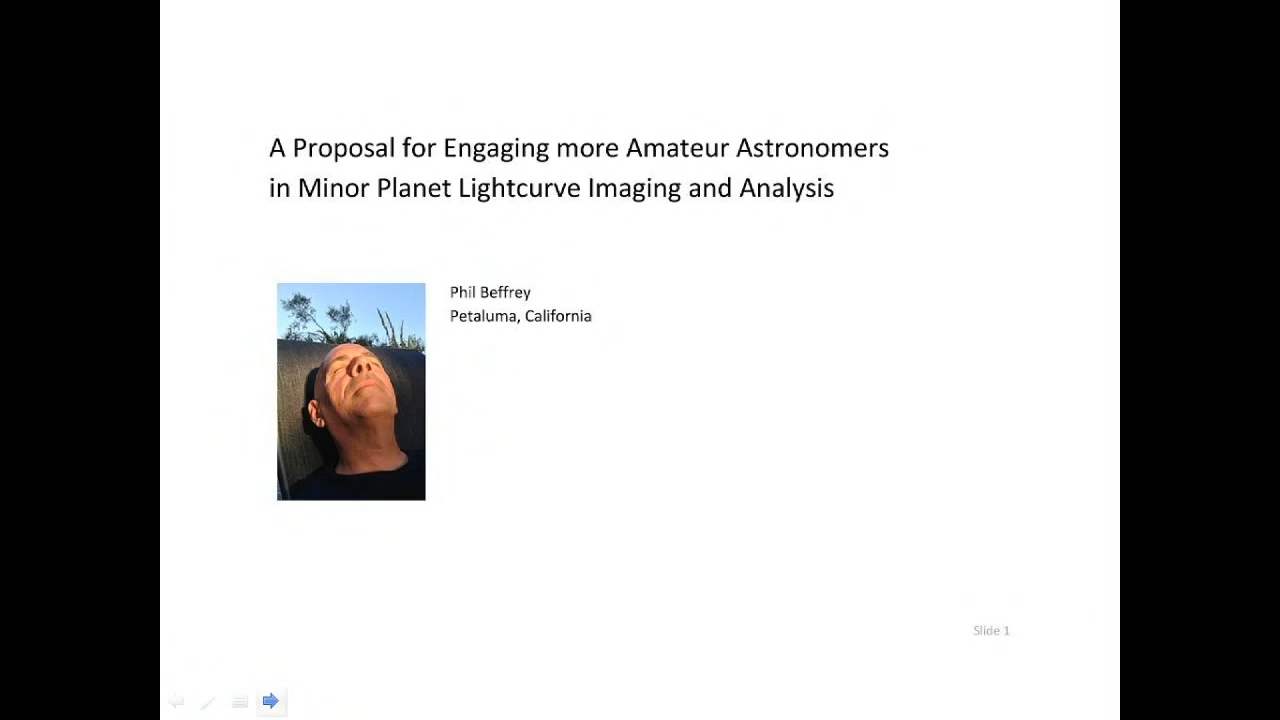 A Proposal for Engaging more Amateur Astronomers
in Minor Planet Lightcurve Imaging and Analysis
Phil Beffrey
Petaluma, California
Slide 1